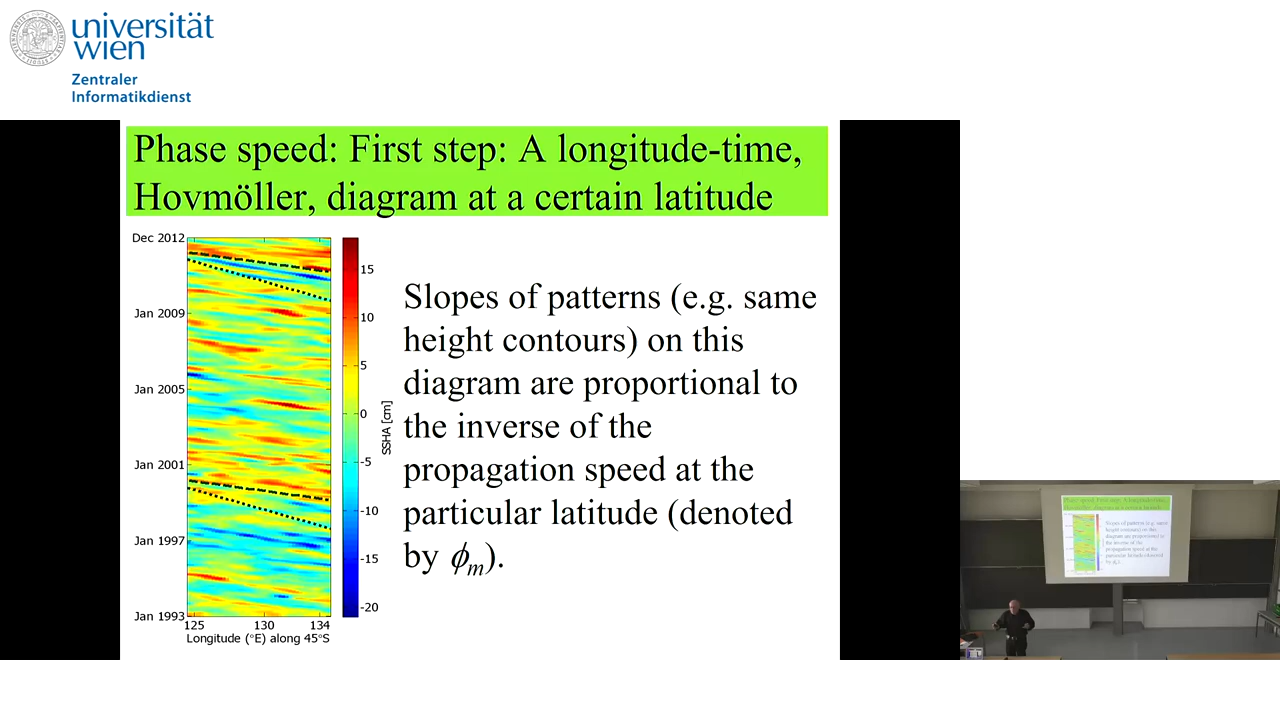 universität
wien
Zentraler
Informatikdienst
Phase speed: First step: A longitude-time,
Hovmöller, diagram at a certain latitude
Dec 2012
Jan 2009
Jan 2005
Jan 2001
Jan 1997
Jan 1993
125 130 134
Longitude (°E) along 45°S
15
10
5
0
-5
-10
-15
-20
SSHA [cm]
Slopes of patterns (e.g. same
height contours) on this
diagram are proportional to
the inverse of the
propagation speed at the
particular latitude (denoted
by ϕm).